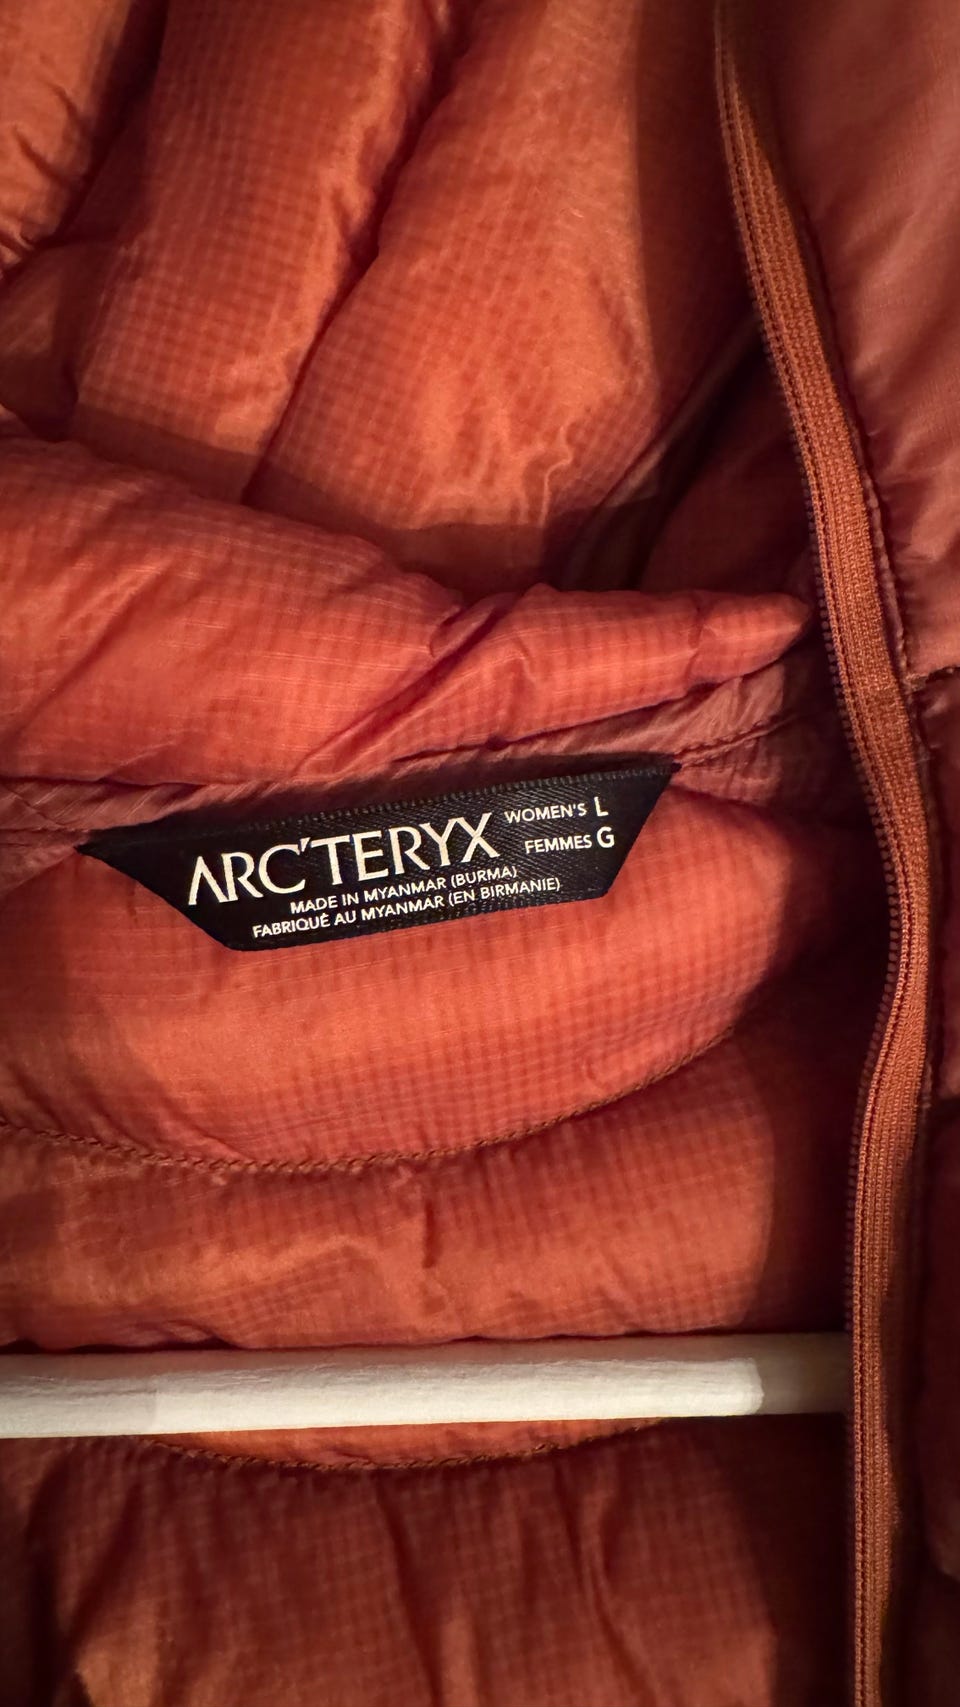 ARC'TERYX WOMEN'S L
FEMMES G
MADE IN MYANMAR (BURMA)
FABRIQUÉ AU MYANMAR (EN BIRMANIE)